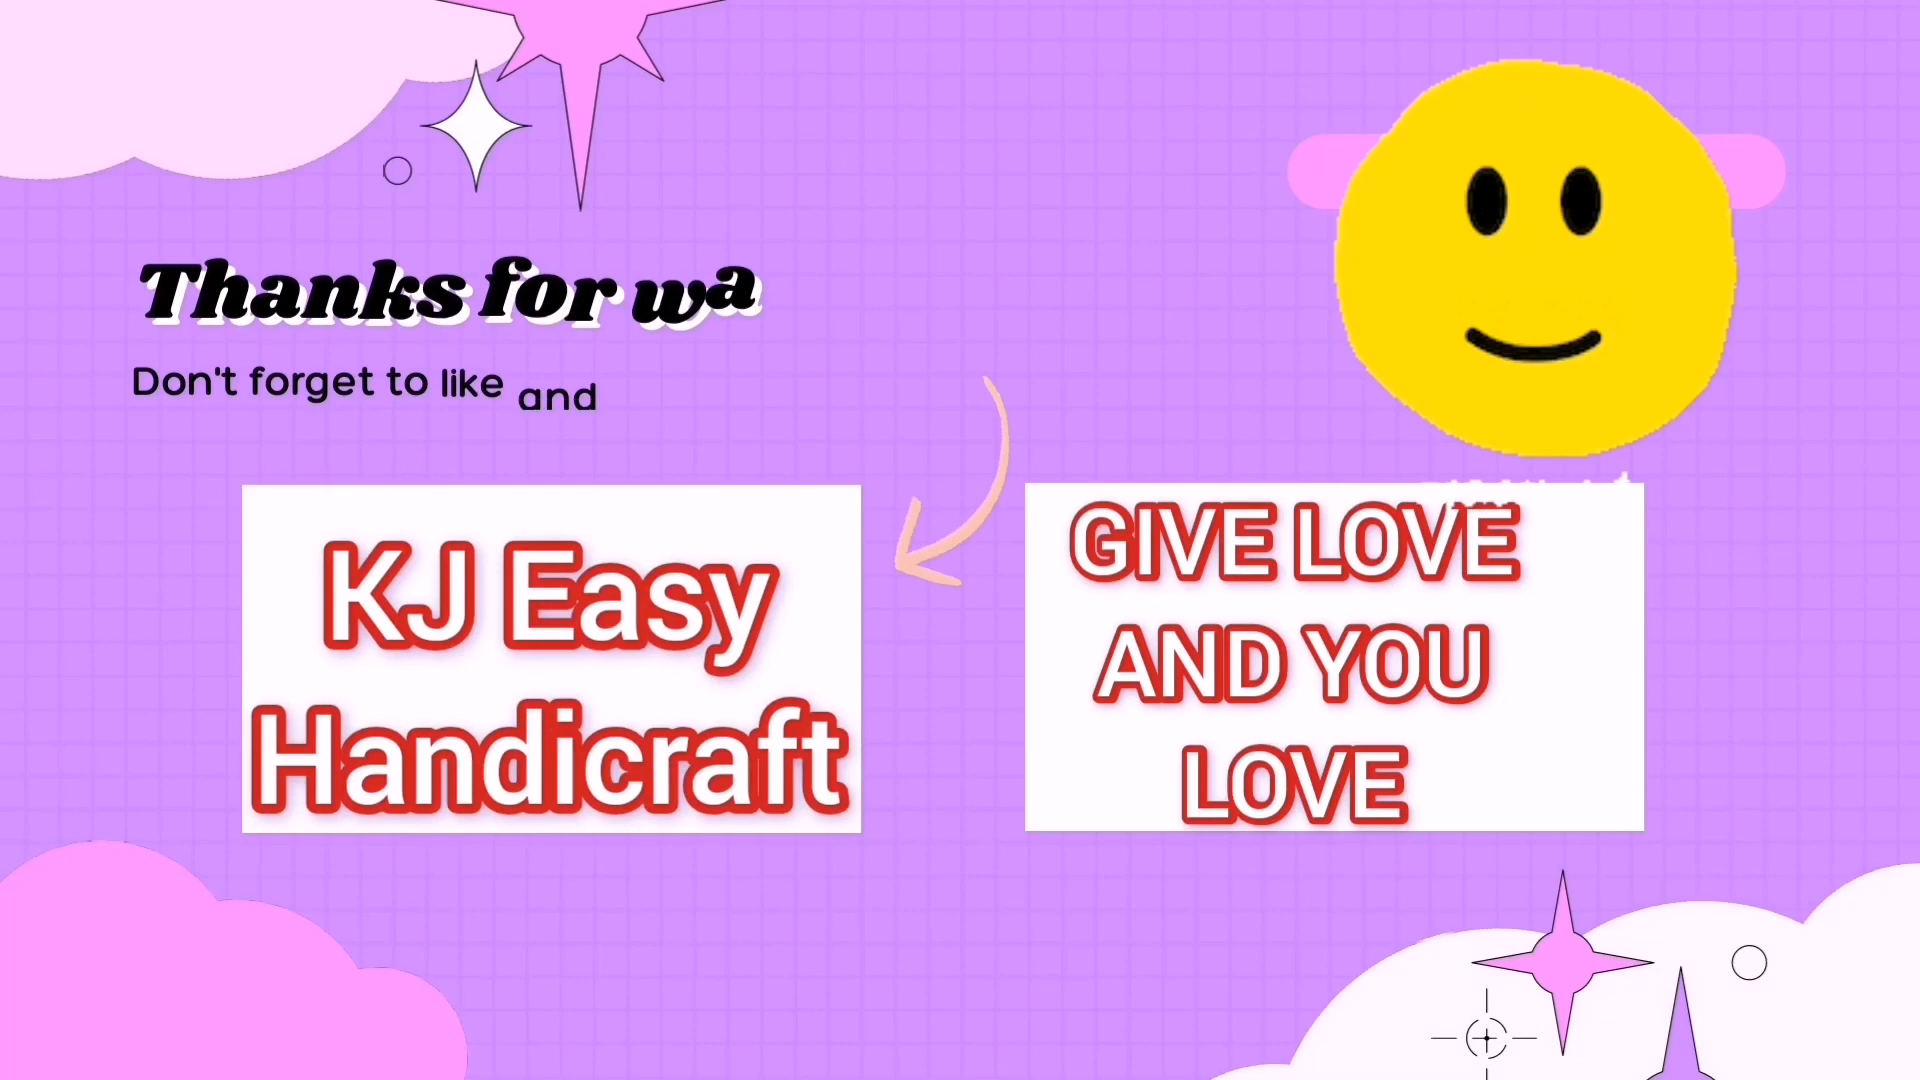 Thanks for wa
Don't forget to like and
KJ Easy
Handicraft
GIVE LOVE
AND YOU
LOVE